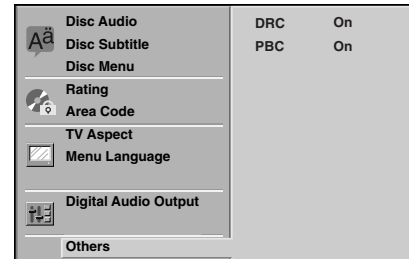 Aä
Disc Audio
Disc Subtitle
Disc Menu
Rating
Area Code
TV Aspect
Menu Language
Digital Audio Output
Others
DRC On
PBC On